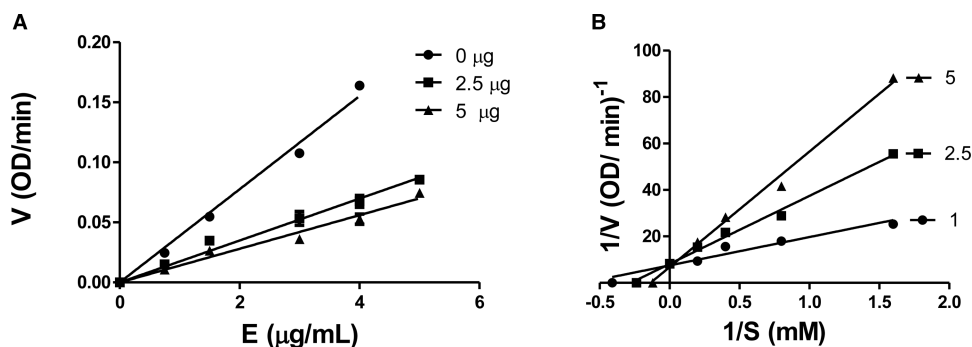 A
V (OD/min)
0.20
0.15
0.10
0.05
0.00
0 2 4 6
E (μg/mL)
0 μg
2.5 μg
5 μg
B
1/V (OD/ min)⁻¹
100
80
60
40
20
-0.5 0.0 0.5 1.0 1.5 2.0
1/S (mM)
5
2.5
1